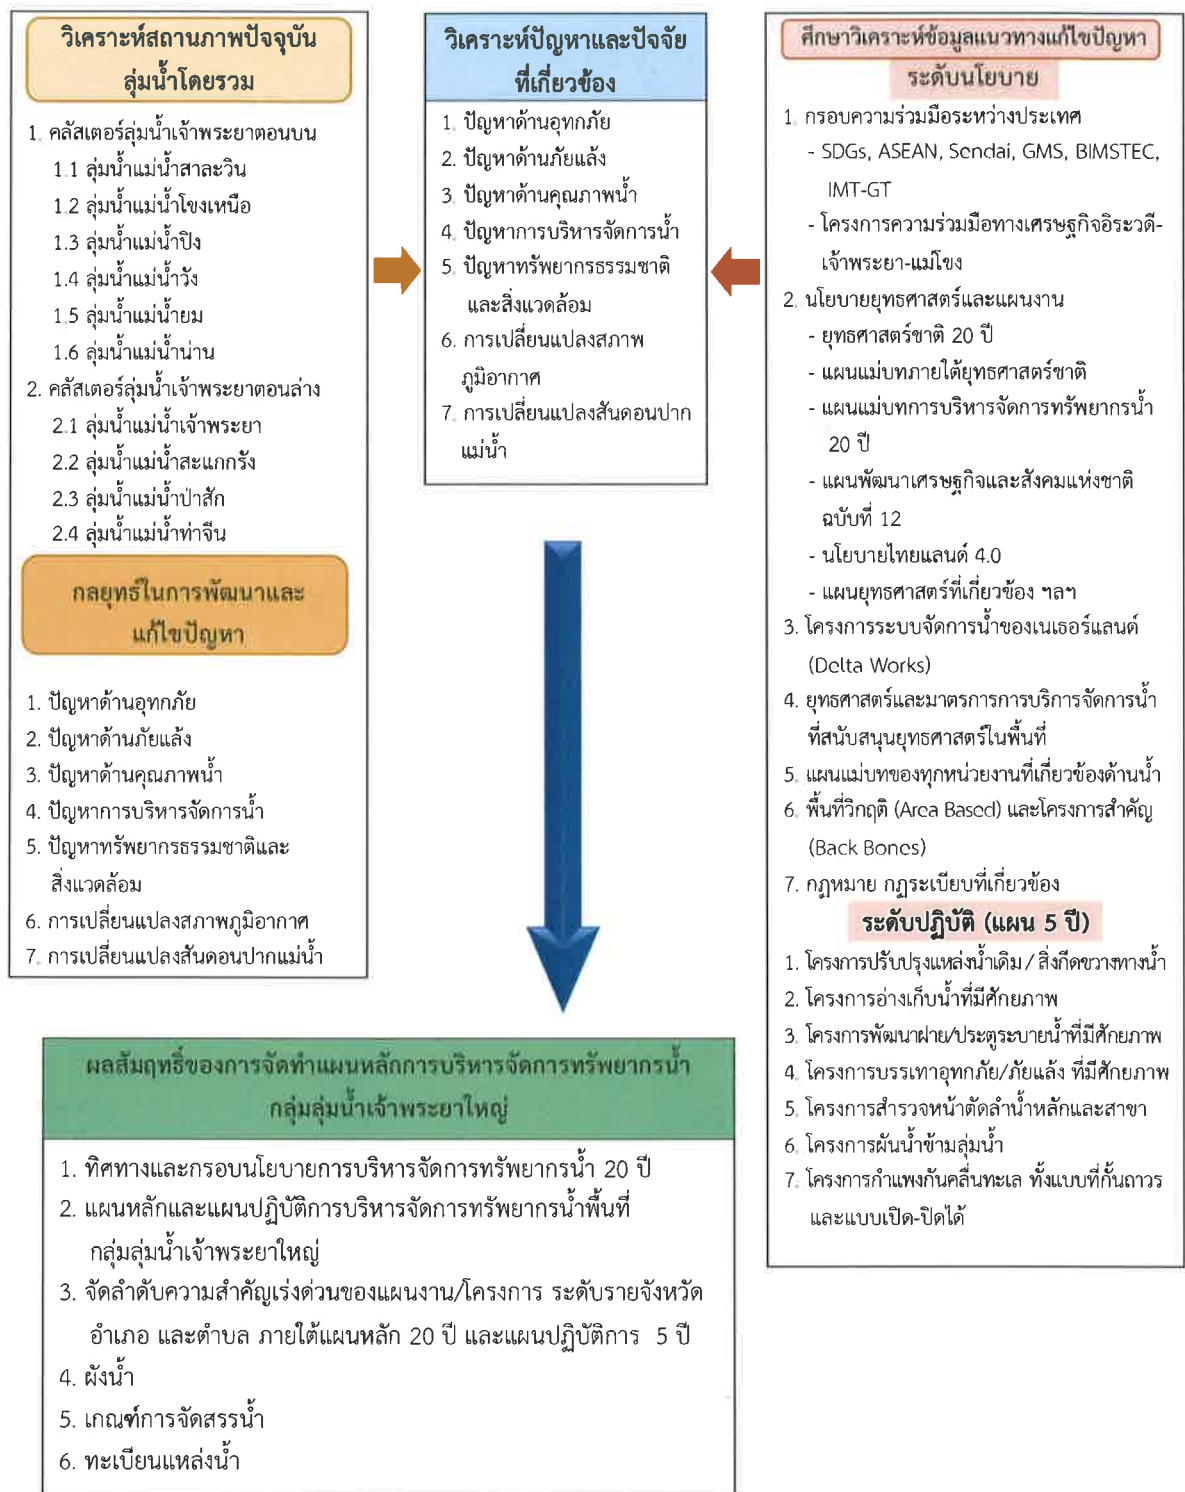 วิเคราะห์สถานภาพปัจจุบัน
ลุ่มน้ำโดยรวม
1. คลัสเตอร์ลุ่มน้ำเจ้าพระยาตอนบน
1.1 ลุ่มน้ำแม่น้ำสาละวิน
1.2 ลุ่มน้ำแม่น้ำโขงเหนือ
1.3 ลุ่มน้ำแม่น้ำปิง
1.4 ลุ่มน้ำแม่น้ำวัง
1.5 ลุ่มน้ำแม่น้ำยม
1.6 ลุ่มน้ำแม่น้ำน่าน
2. คลัสเตอร์ลุ่มน้ำเจ้าพระยาตอนล่าง
2.1 ลุ่มน้ำแม่น้ำเจ้าพระยา
2.2 ลุ่มน้ำแม่น้ำสะแกกรัง
2.3 ลุ่มน้ำแม่น้ำป่าสัก
2.4 ลุ่มน้ำแม่น้ำท่าจีน
กลยุทธ์ในการพัฒนาและ
แก้ไขปัญหา
1. ปัญหาด้านอุทกภัย
2. ปัญหาด้านภัยแล้ง
3. ปัญหาด้านคุณภาพน้ำ
4. ปัญหาการบริหารจัดการน้ำ
5. ปัญหาทรัพยากรธรรมชาติและ
สิ่งแวดล้อม
6. การเปลี่ยนแปลงสภาพภูมิอากาศ
7. การเปลี่ยนแปลงสันดอนปากแม่น้ำ
วิเคราะห์ปัญหาและปัจจัย
ที่เกี่ยวข้อง
1. ปัญหาด้านอุทกภัย
2. ปัญหาด้านภัยแล้ง
3. ปัญหาด้านคุณภาพน้ำ
4. ปัญหาการบริหารจัดการน้ำ
5. ปัญหาทรัพยากรธรรมชาติ
และสิ่งแวดล้อม
6. การเปลี่ยนแปลงสภาพ
ภูมิอากาศ
7. การเปลี่ยนแปลงสันดอนปาก
แม่น้ำ
ศึกษาวิเคราะห์ข้อมูลแนวทางแก้ไขปัญหา
ระดับนโยบาย
1. กรอบความร่วมมือระหว่างประเทศ
- SDGs, ASEAN, Sendai, GMS, BIMSTEC,
IMT-GT
- โครงการความร่วมมือทางเศรษฐกิจอิระวดี-
เจ้าพระยา-แม่โขง
2. นโยบายยุทธศาสตร์และแผนงาน
- ยุทธศาสตร์ชาติ 20 ปี
- แผนแม่บทภายใต้ยุทธศาสตร์ชาติ
- แผนแม่บทการบริหารจัดการทรัพยากรน้ำ
20 ปี
- แผนพัฒนาเศรษฐกิจและสังคมแห่งชาติ
ฉบับที่ 12
- นโยบายไทยแลนด์ 4.0
- แผนยุทธศาสตร์ที่เกี่ยวข้อง ฯลฯ
3. โครงการระบบจัดการน้ำของเนเธอร์แลนด์
(Delta Works)
4. ยุทธศาสตร์และมาตรการการบริการจัดการน้ำ
ที่สนับสนุนยุทธศาสตร์ในพื้นที่
5. แผนแม่บทของทุกหน่วยงานที่เกี่ยวข้องด้านน้ำ
6. พื้นที่วิกฤติ (Area Based) และโครงการสำคัญ
(Back Bones)
7. กฎหมาย กฎระเบียบที่เกี่ยวข้อง
ระดับปฏิบัติ (แผน 5 ปี)
1. โครงการปรับปรุงแหล่งน้ำเดิม / สิ่งกีดขวางทางน้ำ
2. โครงการอ่างเก็บน้ำที่มีศักยภาพ
3. โครงการพัฒนาฝาย/ประตูระบายน้ำที่มีศักยภาพ
4. โครงการบรรเทาอุทกภัย/ภัยแล้ง ที่มีศักยภาพ
5. โครงการสำรวจหน้าตัดลำน้ำหลักและสาขา
6. โครงการผันน้ำข้ามลุ่มน้ำ
7. โครงการกำแพงกันคลื่นทะเล ทั้งแบบที่กั้นถาวร
และแบบเปิด-ปิดได้
ผลสัมฤทธิ์ของการจัดทำแผนหลักการบริหารจัดการทรัพยากรน้ำ
กลุ่มลุ่มน้ำเจ้าพระยาใหญ่
1. ทิศทางและกรอบนโยบายการบริหารจัดการทรัพยากรน้ำ 20 ปี
2. แผนหลักและแผนปฏิบัติการบริหารจัดการทรัพยากรน้ำพื้นที่
กลุ่มลุ่มน้ำเจ้าพระยาใหญ่
3. จัดลำดับความสำคัญเร่งด่วนของแผนงาน/โครงการ ระดับรายจังหวัด
อำเภอ และตำบล ภายใต้แผนหลัก 20 ปี และแผนปฏิบัติการ 5 ปี
4. ผังน้ำ
5. เกณฑ์การจัดสรรน้ำ
6. ทะเบียนแหล่งน้ำ